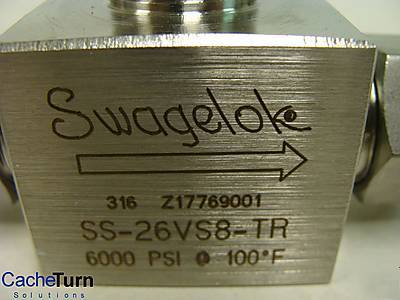 Swagelok
316 Z17769001
SS-26VS8-TR
6000 PSI @ 100°F
CacheTurn
Solutions